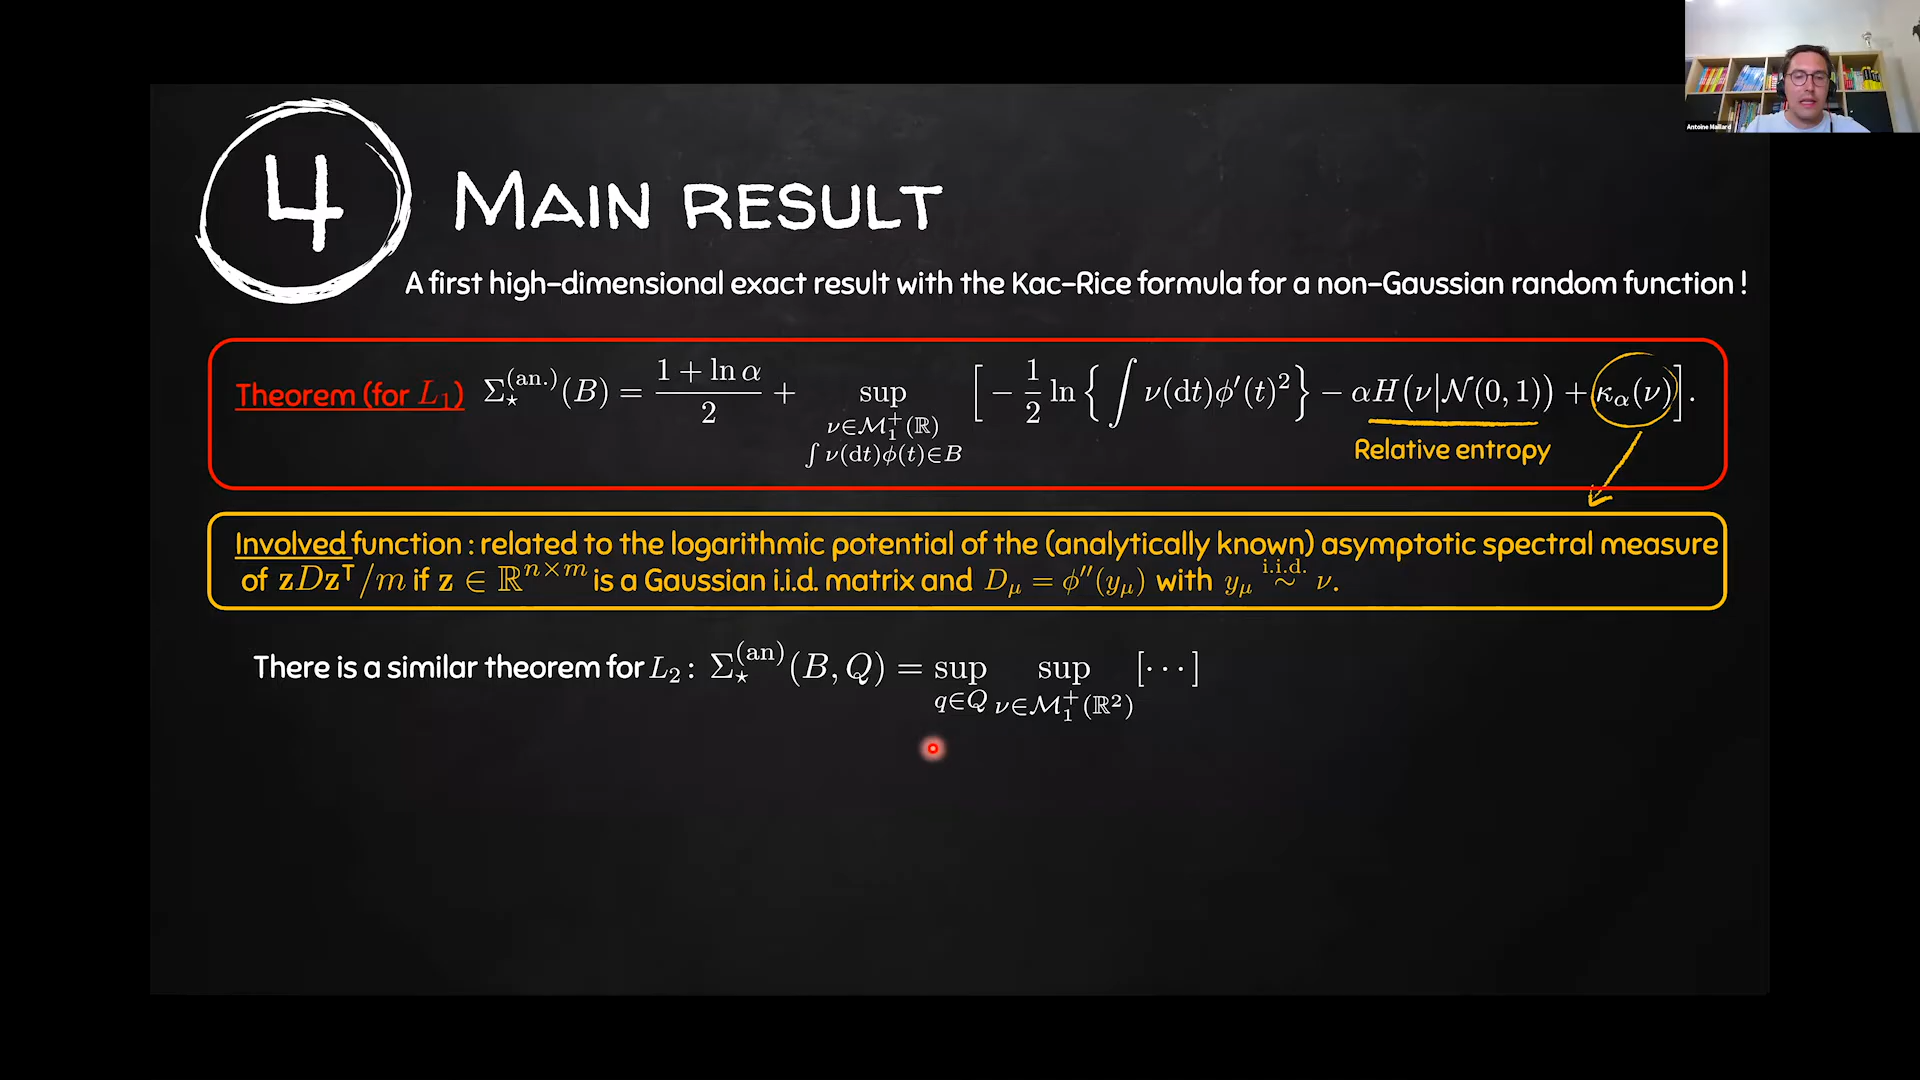 Antoine Maillard
4 MAIN RESULT
A first high-dimensional exact result with the Kac-Rice formula for a non-Gaussian random function !
Theorem (for L₁) Σ⋆^(an.)(B) = (1 + ln α)/2 + sup_{ν∈ℳ₁⁺(ℝ), ∫ν(dt)φ(t)∈B} [ − 1/2 ln { ∫ ν(dt)φ′(t)² } − αH(ν|𝒩(0,1)) + κ_α(ν) ].
Relative entropy
Involved function : related to the logarithmic potential of the (analytically known) asymptotic spectral measure
of zDz⊺/m if z ∈ ℝ^{n×m} is a Gaussian i.i.d. matrix and D_μ = φ″(y_μ) with y_μ ∼^{i.i.d.} ν.
There is a similar theorem for L₂ : Σ⋆^(an)(B, Q) = sup_{q∈Q} sup_{ν∈ℳ₁⁺(ℝ²)} [⋯]